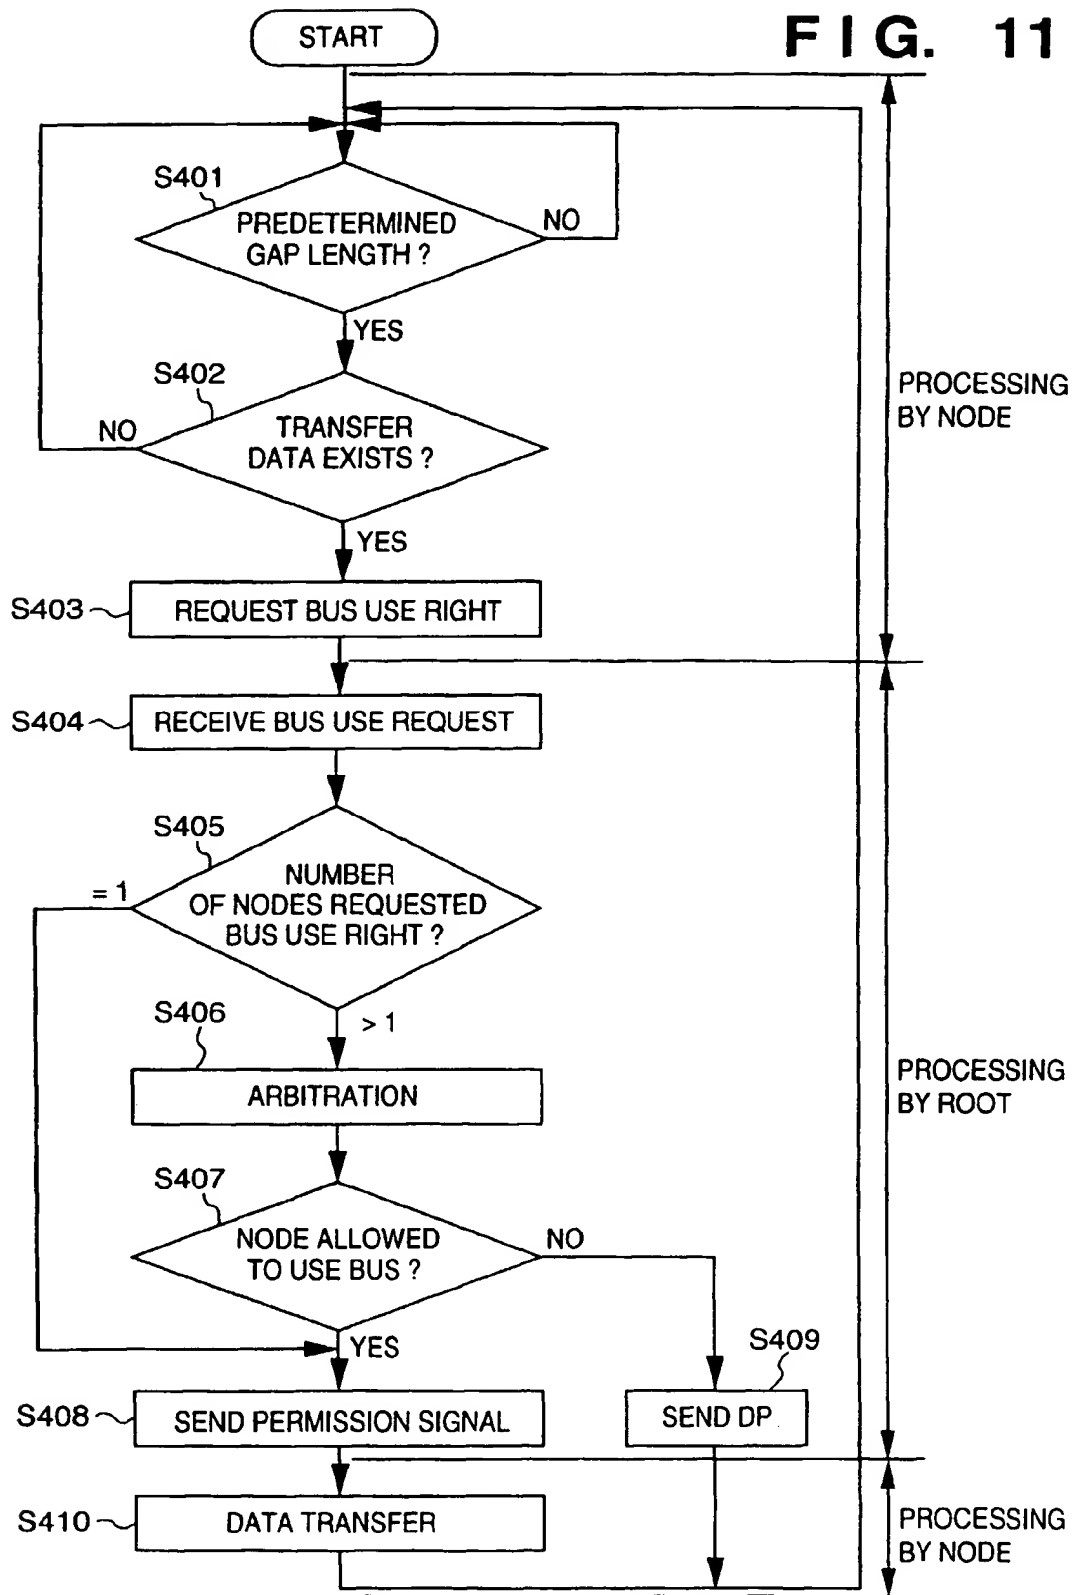 START
FIG. 11
S401
PREDETERMINED
GAP LENGTH ?
NO
YES
S402
TRANSFER
DATA EXISTS ?
NO
YES
PROCESSING
BY NODE
S403
REQUEST BUS USE RIGHT
S404
RECEIVE BUS USE REQUEST
S405
NUMBER
OF NODES REQUESTED
BUS USE RIGHT ?
= 1
> 1
S406
ARBITRATION
PROCESSING
BY ROOT
S407
NODE ALLOWED
TO USE BUS ?
NO
YES
S408
SEND PERMISSION SIGNAL
S409
SEND DP
S410
DATA TRANSFER
PROCESSING
BY NODE